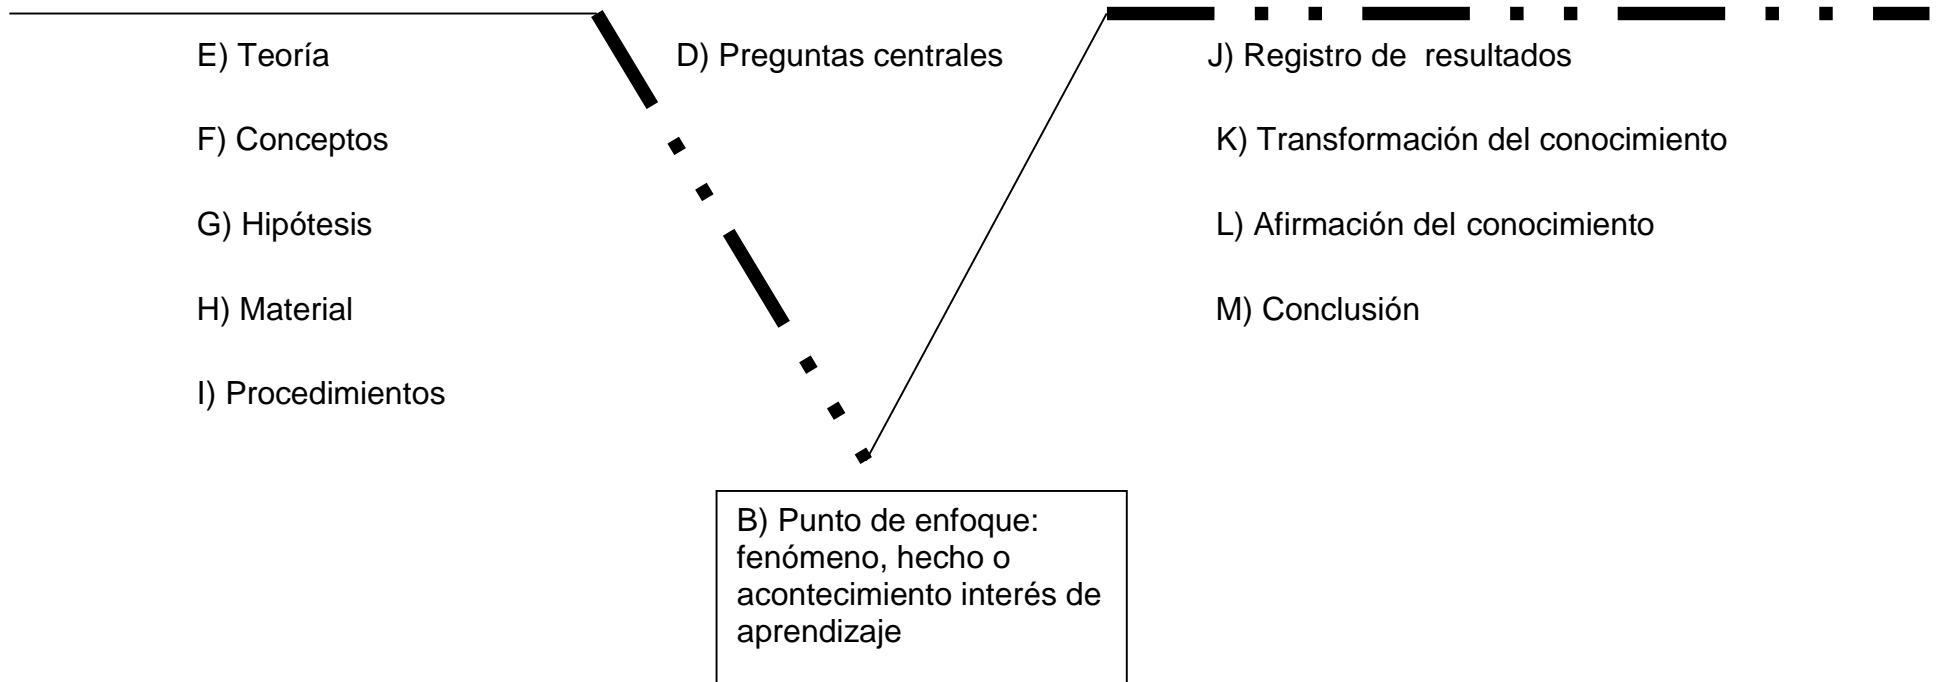 E) Teoría
F) Conceptos
G) Hipótesis
H) Material
I) Procedimientos
D) Preguntas centrales
J) Registro de  resultados
K) Transformación del conocimiento
L) Afirmación del conocimiento
M) Conclusión
B) Punto de enfoque:
fenómeno, hecho o
acontecimiento interés de
aprendizaje